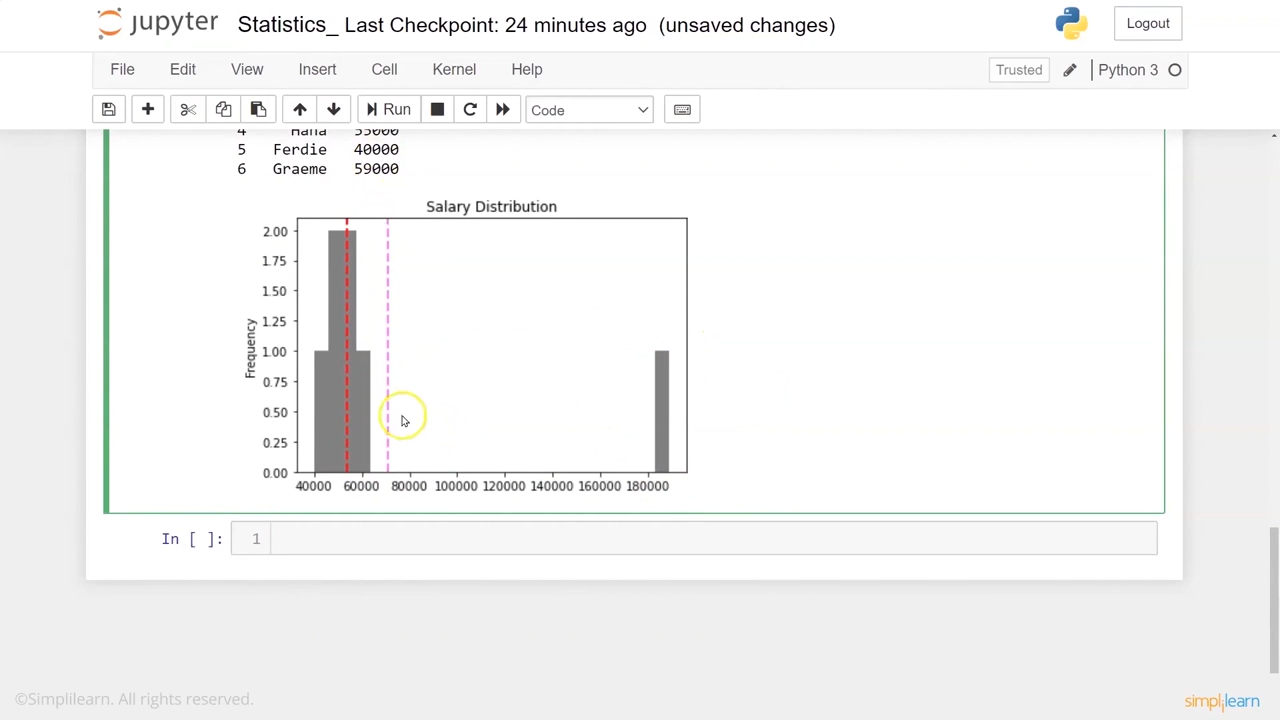 jupyter Statistics_ Last Checkpoint: 24 minutes ago (unsaved changes) Logout
File Edit View Insert Cell Kernel Help Trusted Python 3
Run Code
4 Hana 55000
5 Ferdie 40000
6 Graeme 59000
Salary Distribution
2.00
1.75
1.50
1.25
1.00
0.75
0.50
0.25
0.00
Frequency
40000 60000 80000 100000 120000 140000 160000 180000
In [ ]: 1
©Simplilearn. All rights reserved. simplilearn